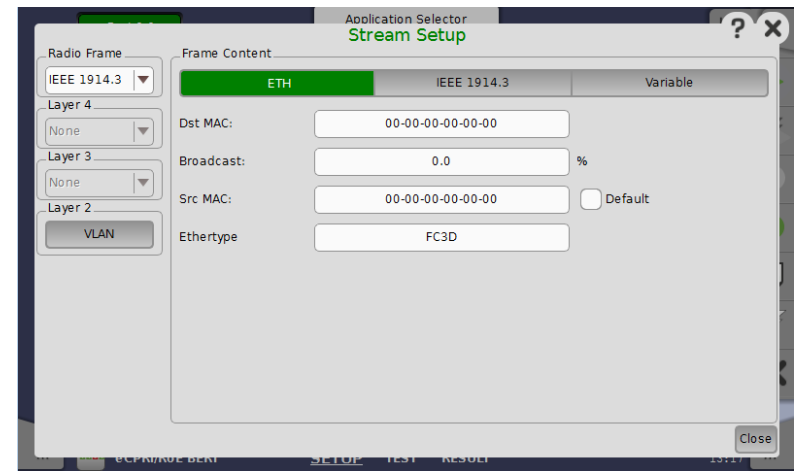 Application Selector
Stream Setup
? X
Radio Frame
Frame Content
IEEE 1914.3
ETH
IEEE 1914.3
Variable
Layer 4
None
Dst MAC:
00-00-00-00-00-00
Layer 3
Broadcast:
0.0
%
None
Src MAC:
00-00-00-00-00-00
Default
Layer 2
VLAN
Ethertype
FC3D
Close
SETUP
TEST
RESULT
13:17